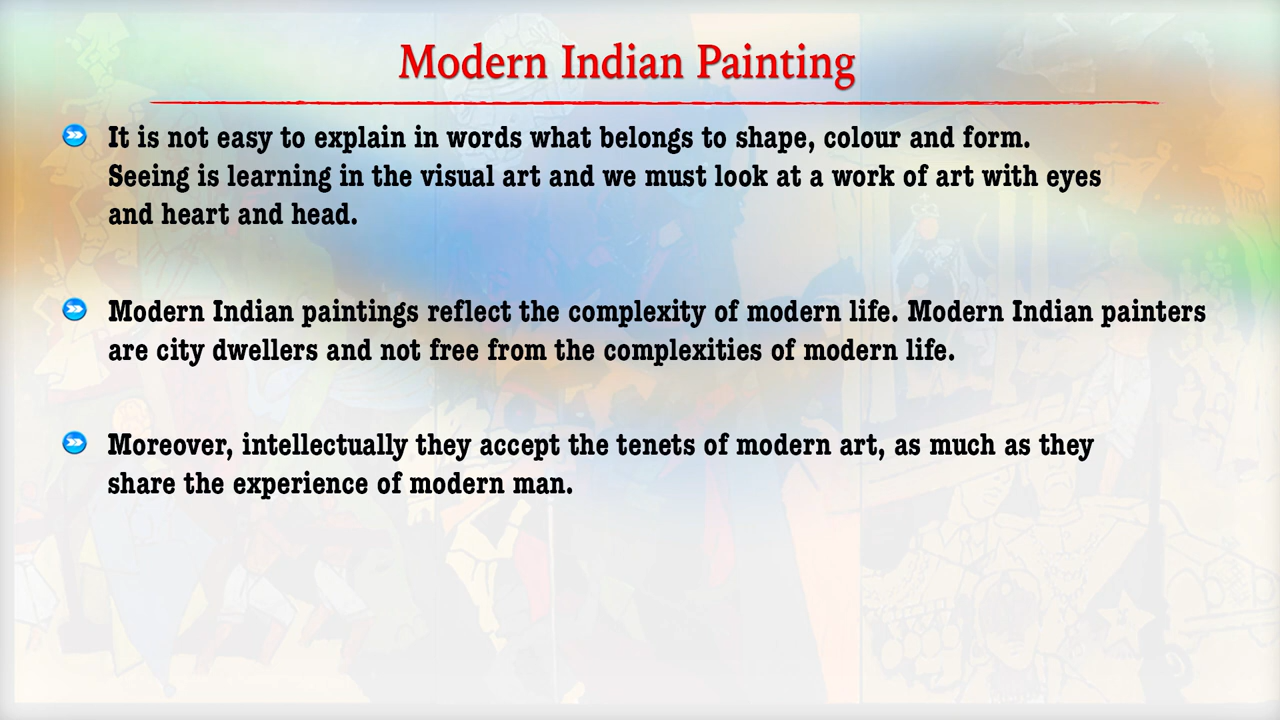 Modern Indian Painting
It is not easy to explain in words what belongs to shape, colour and form.
Seeing is learning in the visual art and we must look at a work of art with eyes
and heart and head.
Modern Indian paintings reflect the complexity of modern life. Modern Indian painters
are city dwellers and not free from the complexities of modern life.
Moreover, intellectually they accept the tenets of modern art, as much as they
share the experience of modern man.